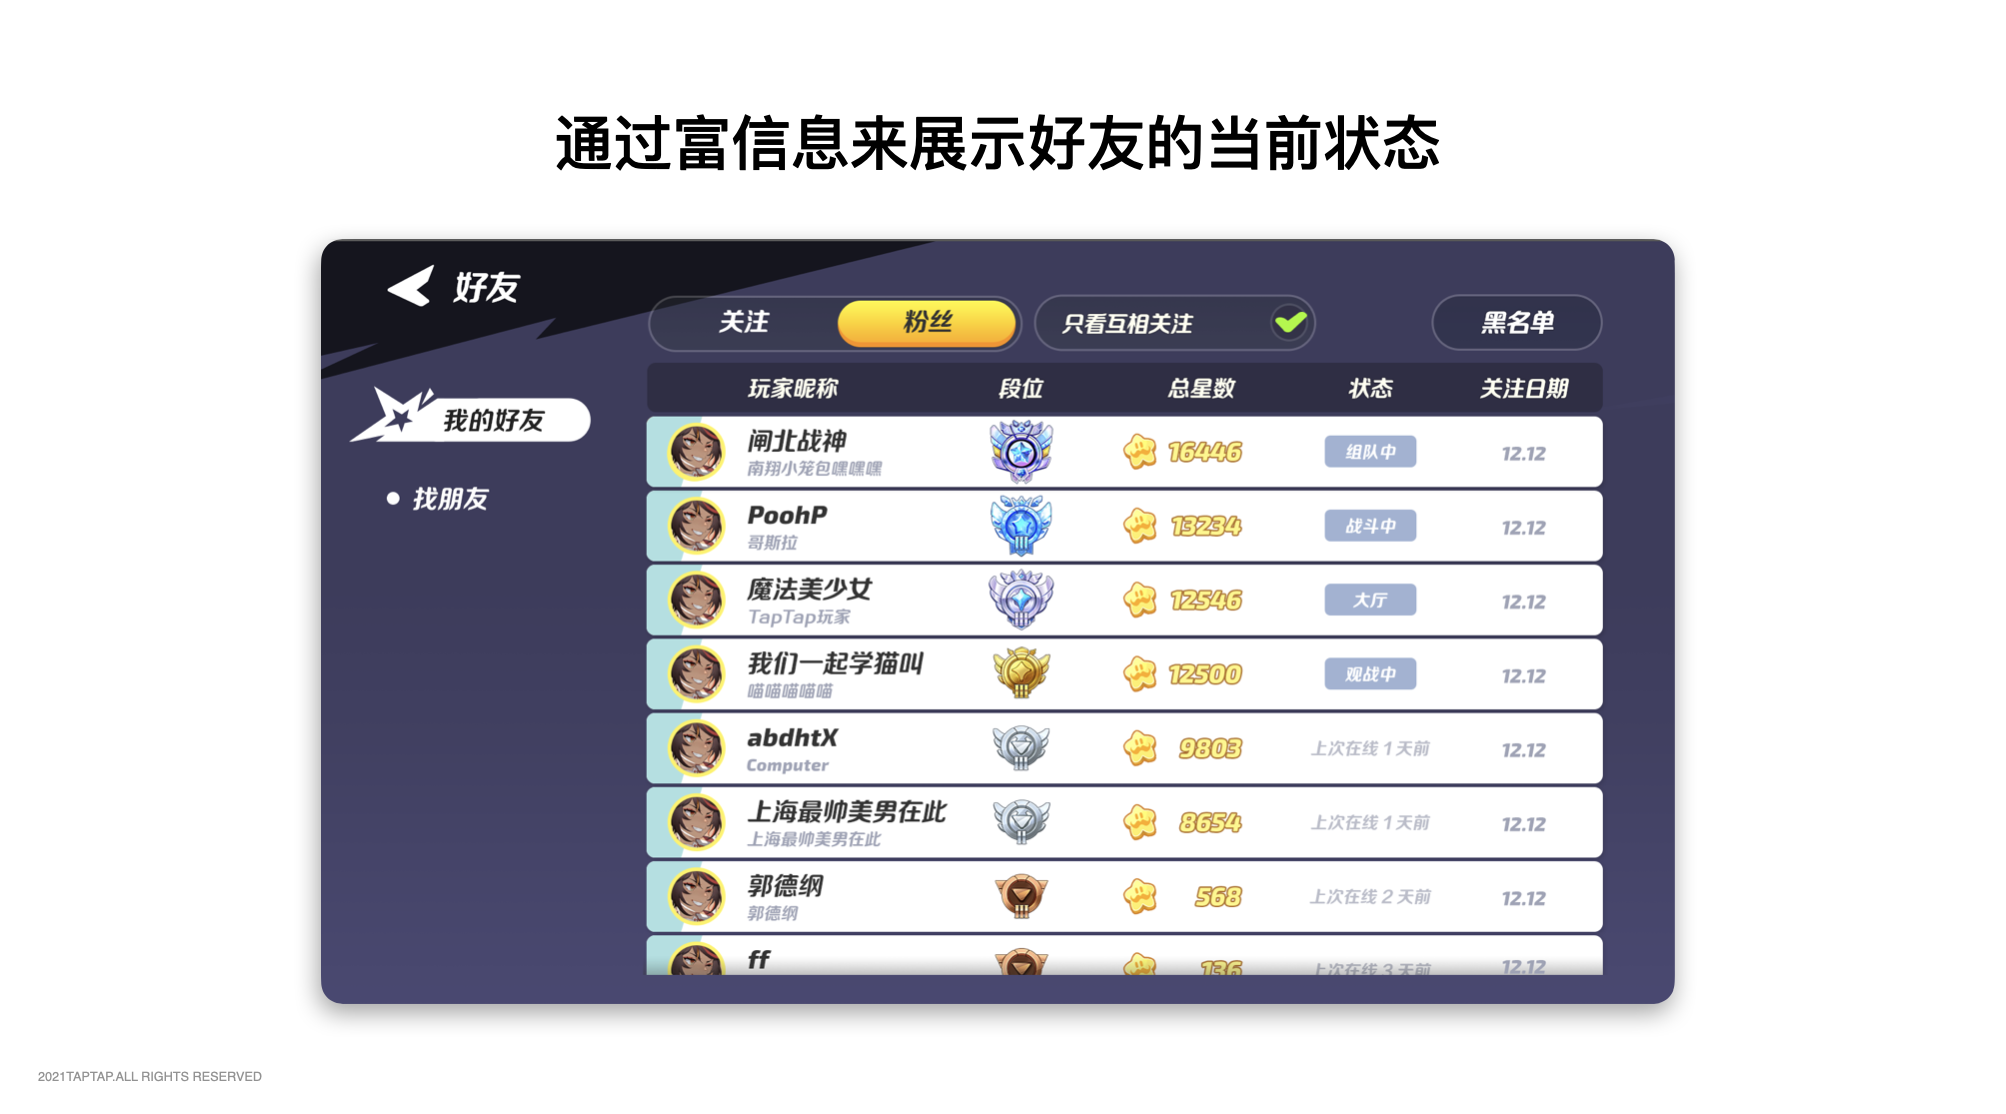 通过富信息来展示好友的当前状态
好友
关注
粉丝
只看互相关注
黑名单
我的好友
找朋友
玩家昵称 段位 总星数 状态 关注日期
闸北战神
南翔小笼包嘿嘿嘿
16446 组队中 12.12
PoohP
哥斯拉
13234 战斗中 12.12
魔法美少女
TapTap玩家
12546 大厅 12.12
我们一起学猫叫
喵喵喵喵喵
12500 观战中 12.12
abdhtX
Computer
9803 上次在线 1 天前 12.12
上海最帅美男在此
上海最帅美男在此
8654 上次在线 1 天前 12.12
郭德纲
郭德纲
568 上次在线 2 天前 12.12
ff
136 上次在线 3 天前 12.12
2021TAPTAP.ALL RIGHTS RESERVED